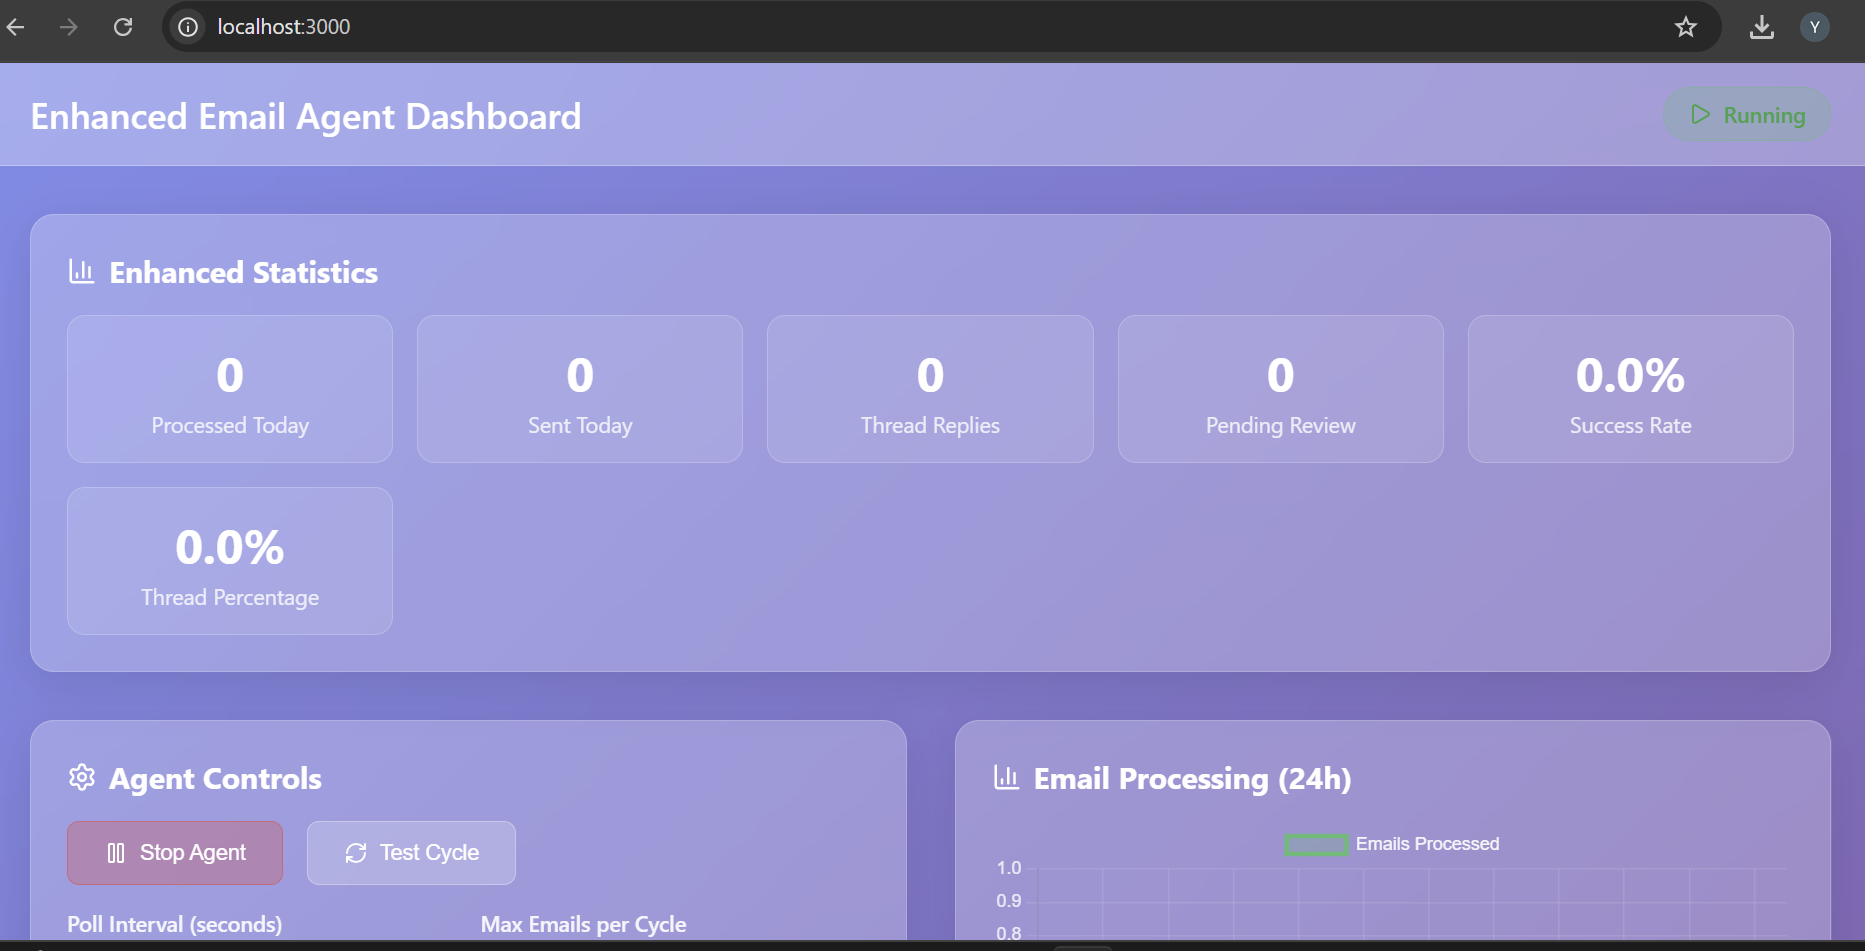 localhost:3000
Y
Enhanced Email Agent Dashboard
Running
Enhanced Statistics
0
Processed Today
0
Sent Today
0
Thread Replies
0
Pending Review
0.0%
Success Rate
0.0%
Thread Percentage
Agent Controls
Stop Agent
Test Cycle
Poll Interval (seconds)
Max Emails per Cycle
Email Processing (24h)
Emails Processed
1.0
0.9
0.8